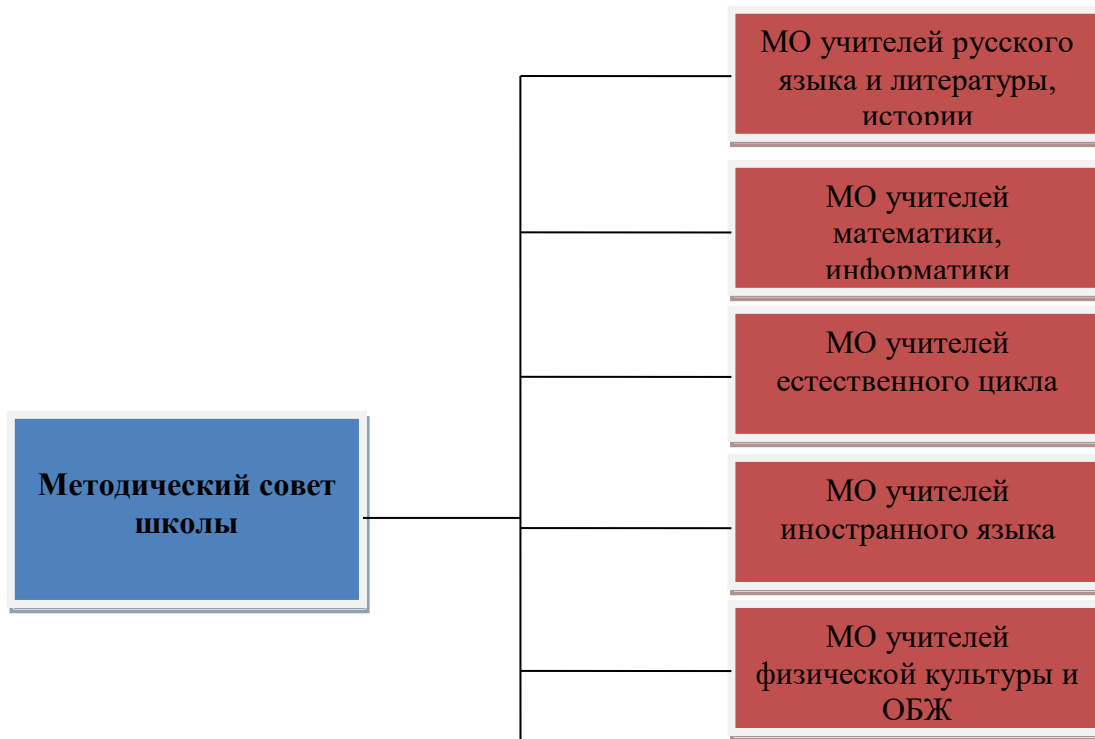 МО учителей русского
языка и литературы,
истории
МО учителей
математики,
информатики
МО учителей
естественного цикла
Методический совет
школы
МО учителей
иностранного языка
МО учителей
физической культуры и
ОБЖ